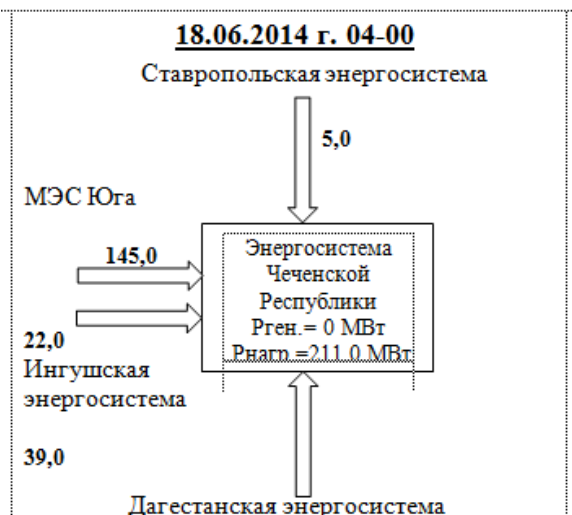 18.06.2014 г. 04-00
Ставропольская энергосистема
5,0
МЭС Юга
145,0
Энергосистема
Чеченской
Республики
Рген.= 0 МВт
Рнагр.=211,0 МВт
22,0
Ингушская
энергосистема
39,0
Дагестанская энергосистема